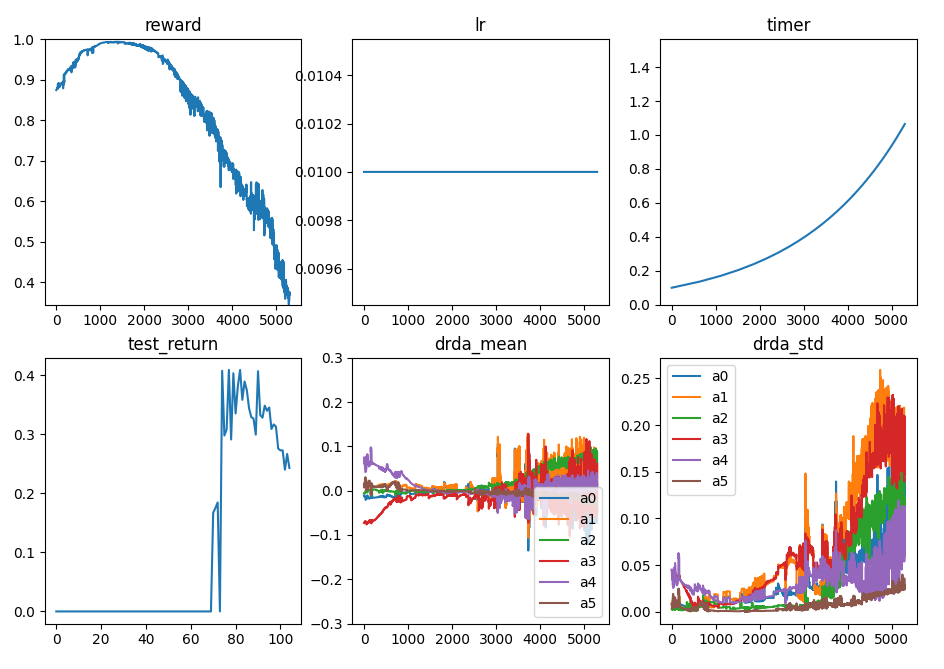 reward
1.0
0.9
0.8
0.7
0.6
0.5
0.4
0 1000 2000 3000 4000 5000
lr
0.0104
0.0102
0.0100
0.0098
0.0096
0 1000 2000 3000 4000 5000
timer
1.4
1.2
1.0
0.8
0.6
0.4
0.2
0.0
0 1000 2000 3000 4000 5000
test_return
0.4
0.3
0.2
0.1
0.0
0 20 40 60 80 100
drda_mean
0.3
0.2
0.1
0.0
−0.1
−0.2
−0.3
0 1000 2000 3000 4000 5000
a0
a1
a2
a3
a4
a5
drda_std
0.25
0.20
0.15
0.10
0.05
0.00
0 1000 2000 3000 4000 5000
a0
a1
a2
a3
a4
a5